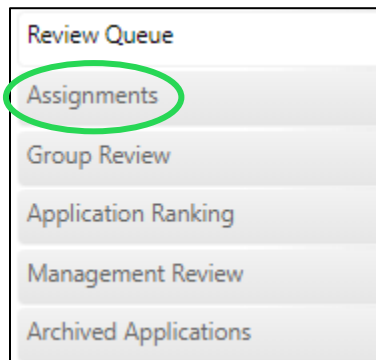 Review Queue
Assignments
Group Review
Application Ranking
Management Review
Archived Applications